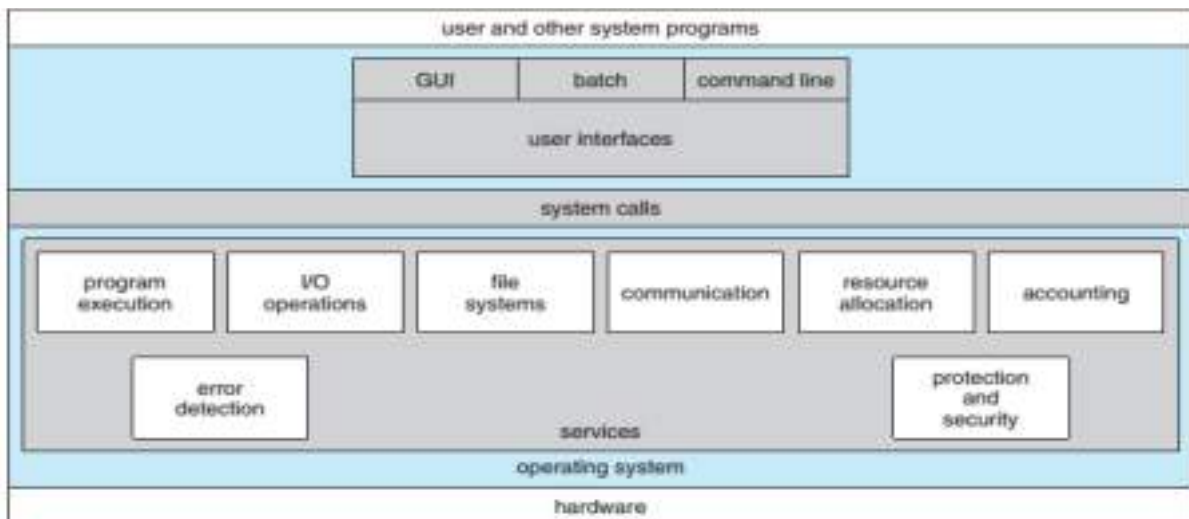 user and other system programs
GUI
batch
command line
user interfaces
system calls
program
execution
I/O
operations
file
systems
communication
resource
allocation
accounting
error
detection
protection
and
security
services
operating system
hardware